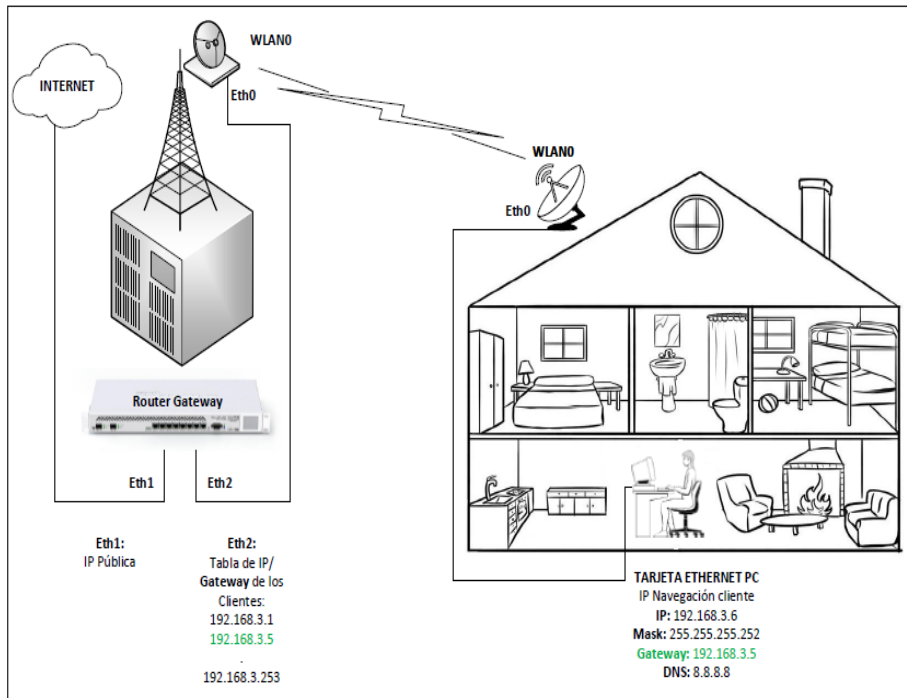 WLAN0
INTERNET
Eth0
WLAN0
Eth0
Router Gateway
Eth1
Eth2
Eth1:
IP Pública
Eth2:
Tabla de IP/
Gateway de los
Clientes:
192.168.3.1
192.168.3.5
.
192.168.3.253
TARJETA ETHERNET PC
IP Navegación cliente
IP: 192.168.3.6
Mask: 255.255.255.252
Gateway: 192.168.3.5
DNS: 8.8.8.8